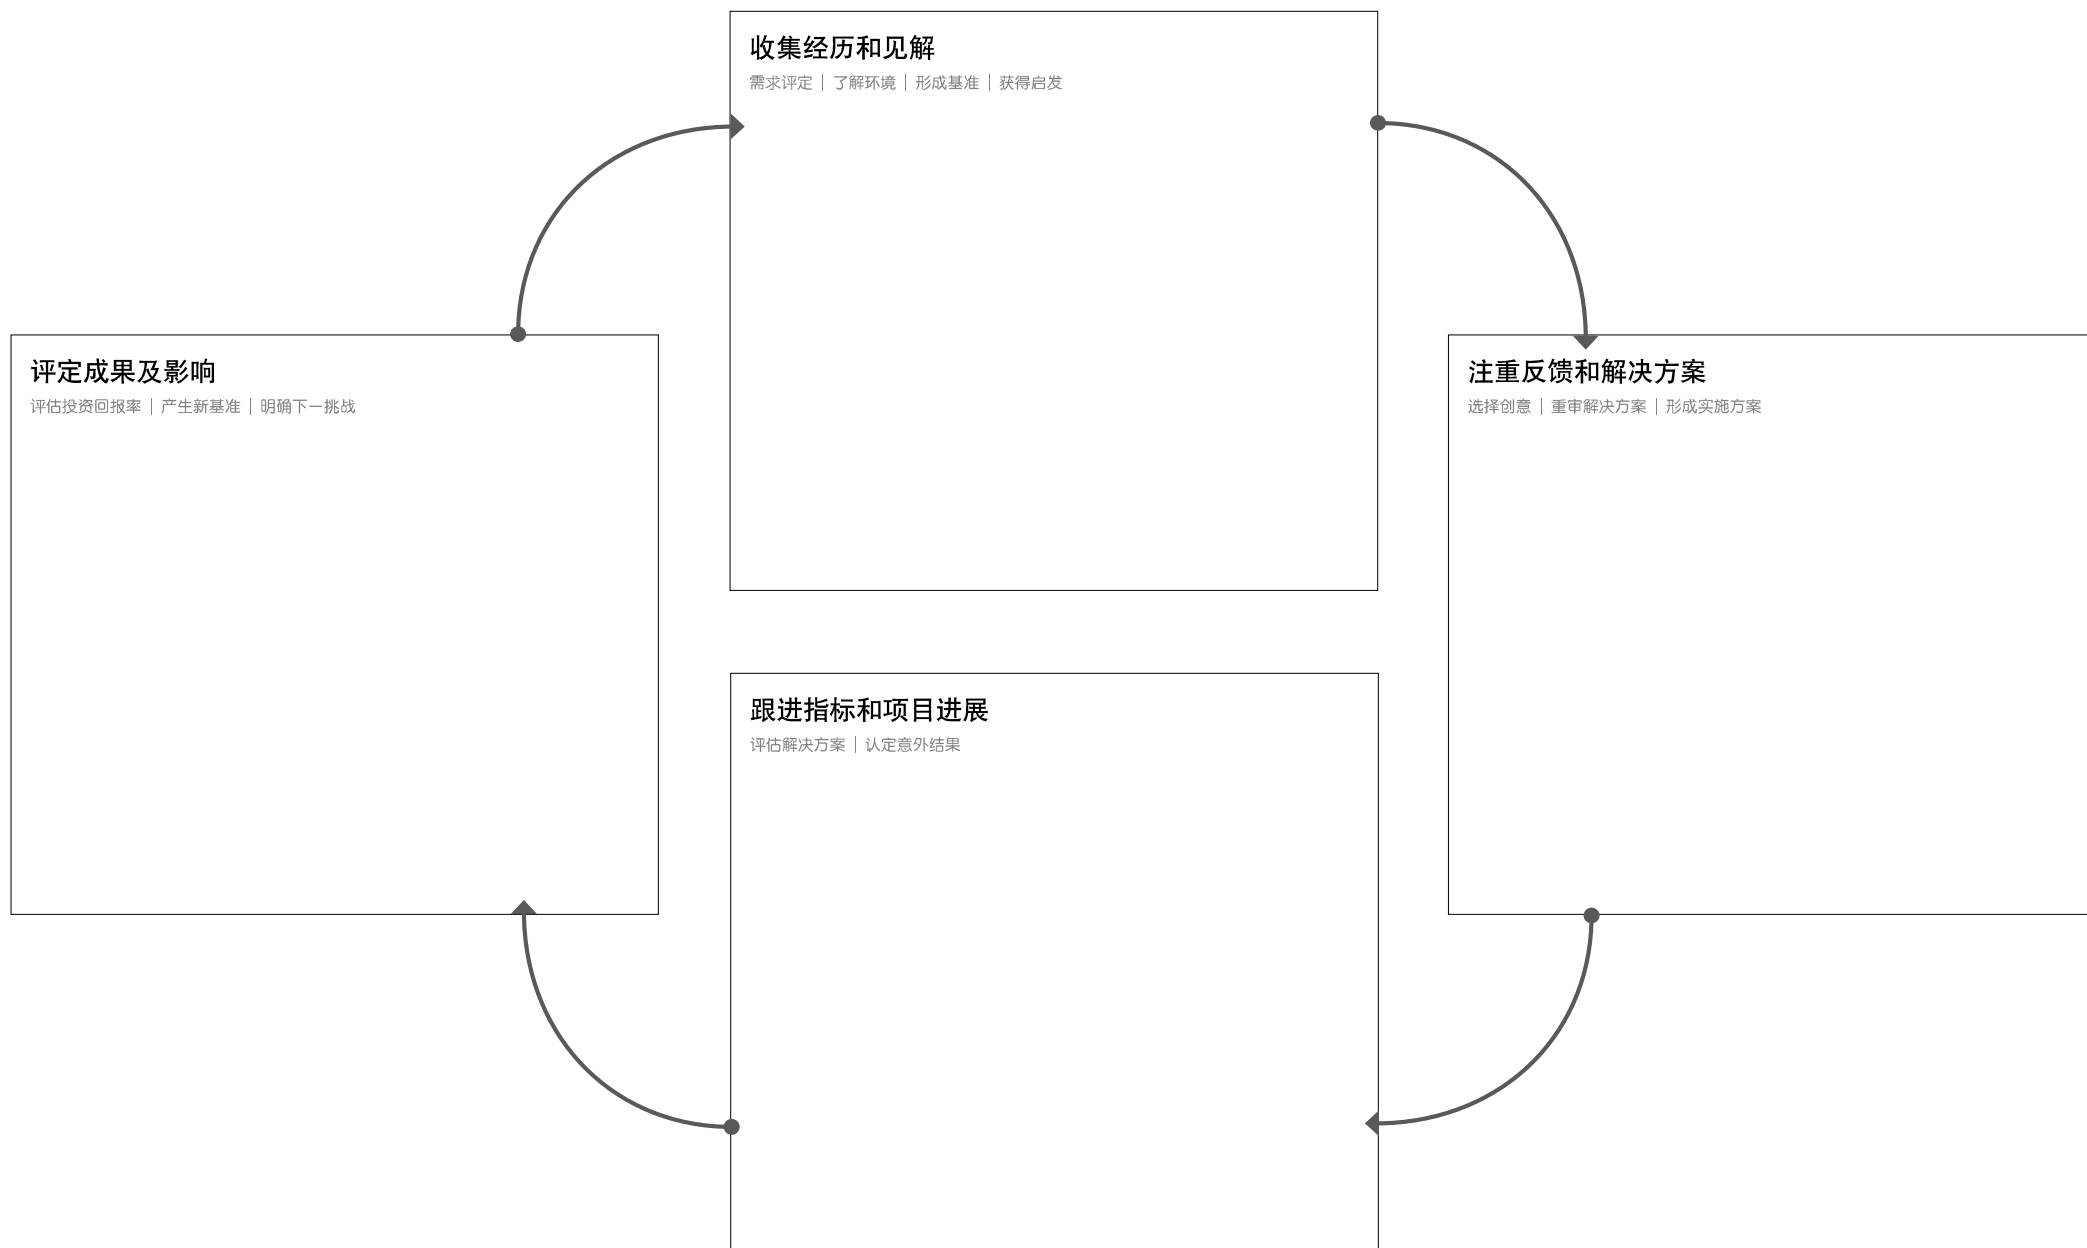 收集经历和见解
需求评定 | 了解环境 | 形成基准 | 获得启发
评定成果及影响
评估投资回报率 | 产生新基准 | 明确下一挑战
注重反馈和解决方案
选择创意 | 重审解决方案 | 形成实施方案
跟进指标和项目进展
评估解决方案 | 认定意外结果